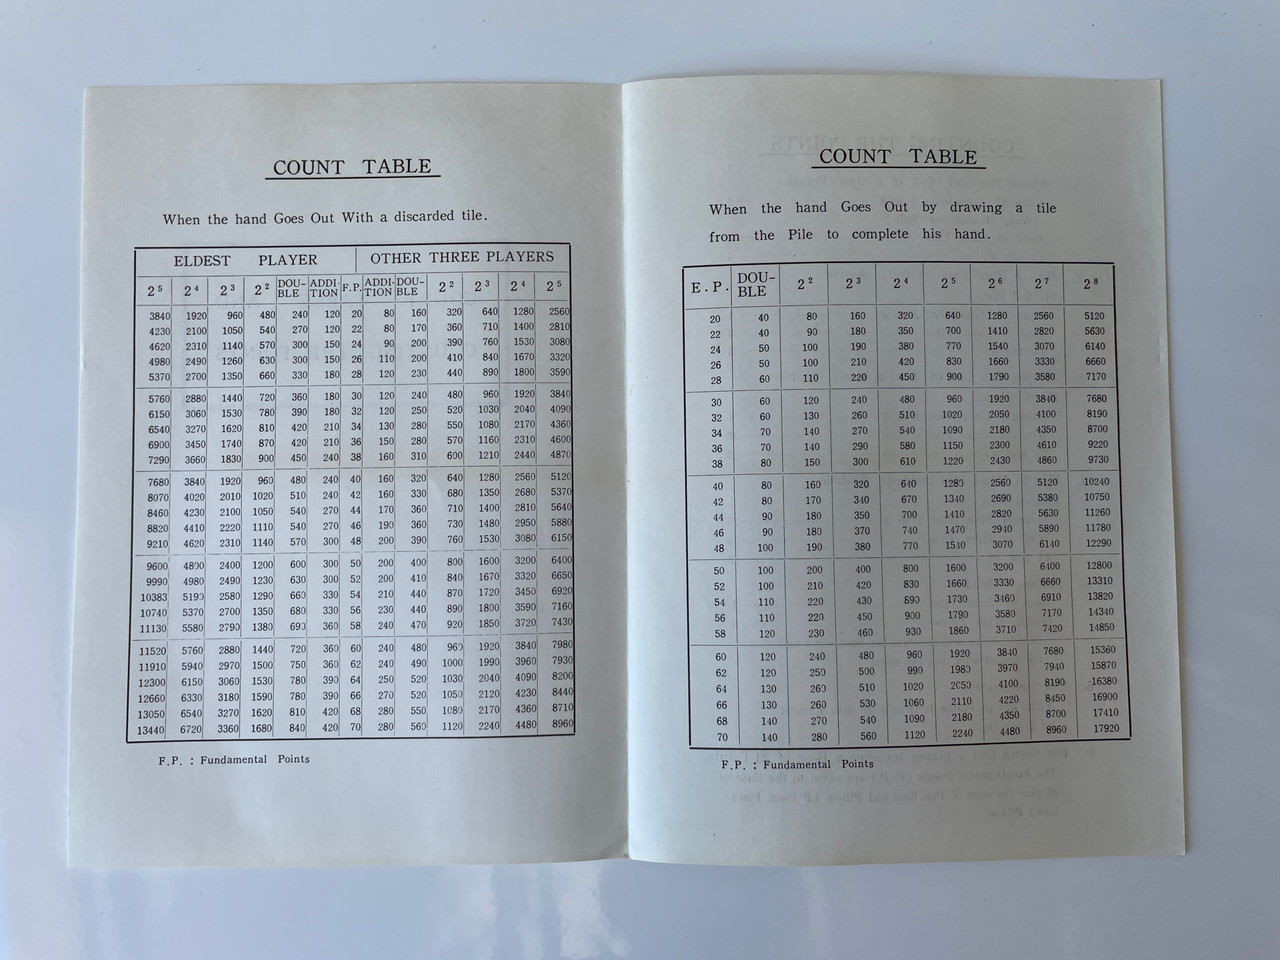 COUNT TABLE
When the hand Goes Out With a discarded tile.
ELDEST PLAYER OTHER THREE PLAYERS
2⁵ 2⁴ 2³ 2² DOU-BLE ADDI-TION F.P. ADDI-TION DOU-BLE 2² 2³ 2⁴ 2⁵
3840 1920 960 480 240 120 20 80 160 320 640 1280 2560
4230 2100 1050 540 270 120 22 80 170 360 710 1400 2810
4620 2310 1140 570 300 150 24 90 200 390 760 1530 3080
4980 2490 1260 630 300 150 26 110 200 410 840 1670 3320
5370 2700 1350 660 330 180 28 120 230 440 890 1800 3590
5760 2880 1440 720 360 180 30 120 240 480 960 1920 3840
6150 3060 1530 780 390 180 32 120 250 520 1030 2040 4090
6540 3270 1620 810 420 210 34 130 280 550 1080 2170 4360
6900 3450 1740 870 420 210 36 150 280 570 1160 2310 4600
7290 3660 1830 900 450 240 38 160 310 600 1210 2440 4870
7680 3840 1920 960 480 240 40 160 320 640 1280 2560 5120
8070 4020 2010 1020 510 240 42 160 330 680 1350 2680 5370
8460 4230 2100 1050 540 270 44 170 360 710 1400 2810 5640
8820 4410 2220 1110 540 270 46 190 360 730 1480 2950 5880
9210 4620 2310 1140 570 300 48 200 390 760 1530 3080 6150
9600 4800 2400 1200 600 300 50 200 400 800 1600 3200 6400
9990 4980 2490 1230 630 300 52 200 410 840 1670 3320 6650
10383 5190 2580 1290 660 330 54 210 440 870 1720 3450 6920
10740 5370 2700 1350 680 330 56 230 440 890 1800 3590 7160
11130 5580 2790 1380 690 360 58 240 470 920 1850 3720 7430
11520 5760 2880 1440 720 360 60 240 480 960 1920 3840 7980
11910 5940 2970 1500 750 360 62 240 490 1000 1990 3960 7930
12300 6150 3060 1530 780 390 64 250 520 1030 2040 4090 8200
12660 6330 3180 1590 780 390 66 270 520 1050 2120 4230 8440
13050 6540 3270 1620 810 420 68 280 550 1080 2170 4360 8710
13440 6720 3360 1680 840 420 70 280 560 1120 2240 4480 8960
F.P. : Fundamental Points
COUNT TABLE
When the hand Goes Out by drawing a tile
from the Pile to complete his hand.
E.P. DOU-BLE 2² 2³ 2⁴ 2⁵ 2⁶ 2⁷ 2⁸
20 40 80 160 320 640 1280 2560 5120
22 40 90 180 350 700 1410 2820 5630
24 50 100 190 380 770 1540 3070 6140
26 50 100 210 420 830 1660 3330 6660
28 60 110 220 450 900 1790 3580 7170
30 60 120 240 480 960 1920 3840 7680
32 60 130 260 510 1020 2050 4100 8190
34 70 140 270 540 1090 2180 4350 8700
36 70 140 290 580 1150 2300 4610 9220
38 80 150 300 610 1220 2430 4860 9730
40 80 160 320 640 1280 2560 5120 10240
42 80 170 340 670 1340 2690 5380 10750
44 90 180 350 700 1410 2820 5630 11260
46 90 180 370 740 1470 2940 5890 11780
48 100 190 380 770 1540 3070 6140 12290
50 100 200 400 800 1600 3200 6400 12800
52 100 210 420 830 1660 3330 6660 13310
54 110 220 430 890 1730 3460 6910 13820
56 110 220 450 900 1790 3580 7170 14340
58 120 230 460 930 1860 3710 7420 14850
60 120 240 480 960 1920 3840 7680 15360
62 120 250 500 990 1980 3970 7940 15870
64 130 260 510 1020 2050 4100 8190 16380
66 130 260 530 1060 2110 4220 8450 16900
68 140 270 540 1090 2180 4350 8700 17410
70 140 280 560 1120 2240 4480 8960 17920
F.P. : Fundamental Points